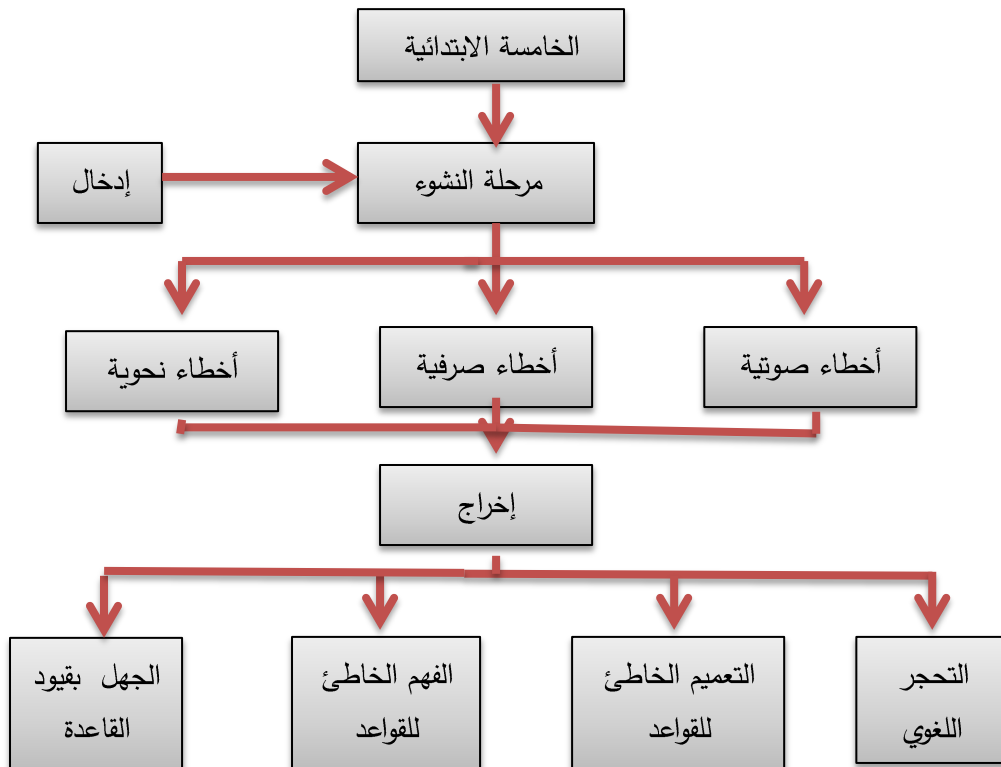 الخامسة الابتدائية
مرحلة النشوء
إدخال
أخطاء صوتية
أخطاء صرفية
أخطاء نحوية
إخراج
التحجر
اللغوي
التعميم الخاطئ
للقواعد
الفهم الخاطئ
للقواعد
الجهل بقيود
القاعدة